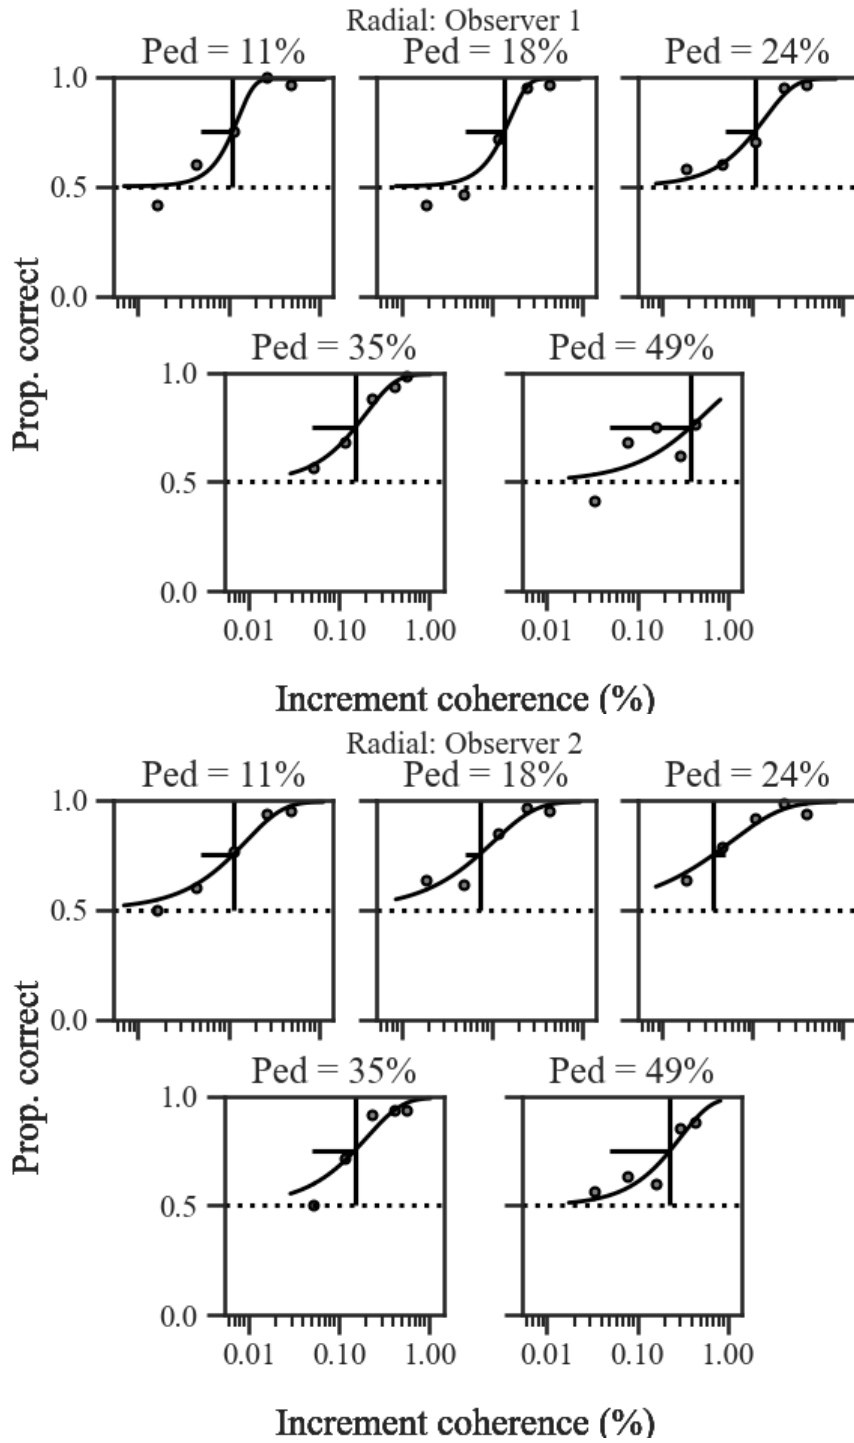 Radial: Observer 1
Ped = 11% Ped = 18% Ped = 24%
1.0
0.5
0.0
Prop. correct
Ped = 35% Ped = 49%
1.0
0.5
0.0
0.01 0.10 1.00 0.01 0.10 1.00
Increment coherence (%)
Radial: Observer 2
Ped = 11% Ped = 18% Ped = 24%
1.0
0.5
0.0
Prop. correct
Ped = 35% Ped = 49%
1.0
0.5
0.0
0.01 0.10 1.00 0.01 0.10 1.00
Increment coherence (%)